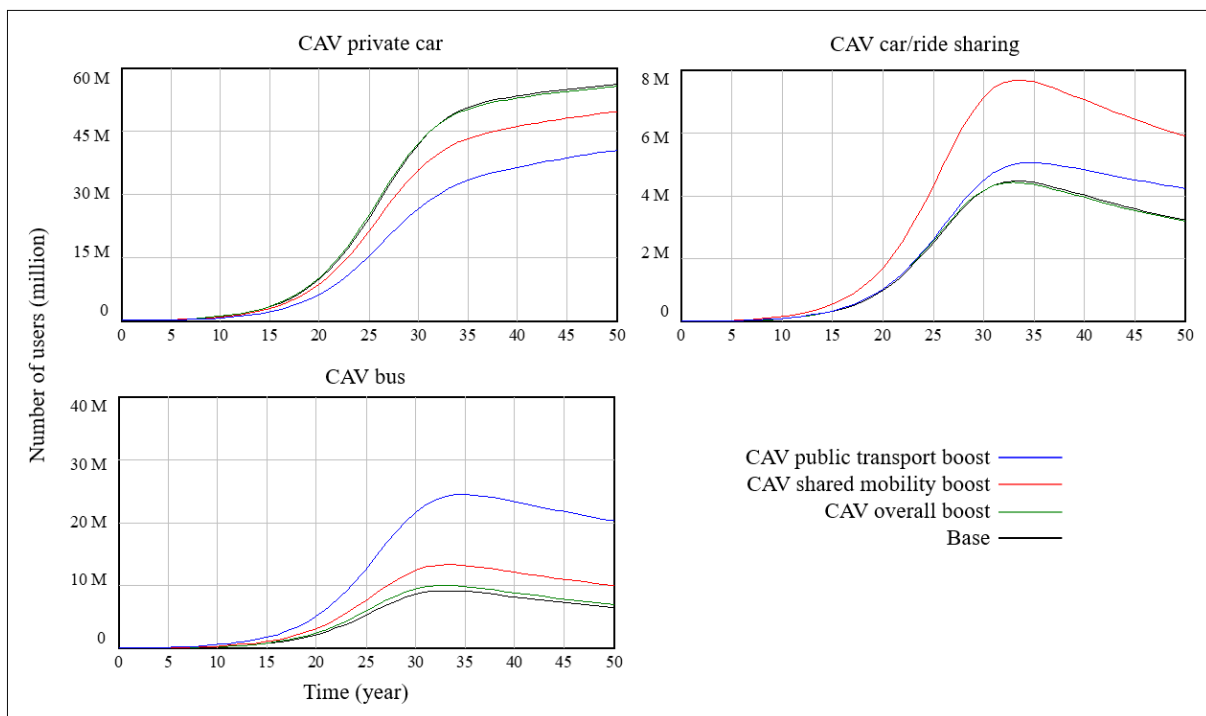 CAV private car
60 M
45 M
30 M
15 M
0
0 5 10 15 20 25 30 35 40 45 50
CAV car/ride sharing
8 M
6 M
4 M
2 M
0
0 5 10 15 20 25 30 35 40 45 50
Number of users (million)
CAV bus
40 M
30 M
20 M
10 M
0
0 5 10 15 20 25 30 35 40 45 50
Time (year)
CAV public transport boost
CAV shared mobility boost
CAV overall boost
Base